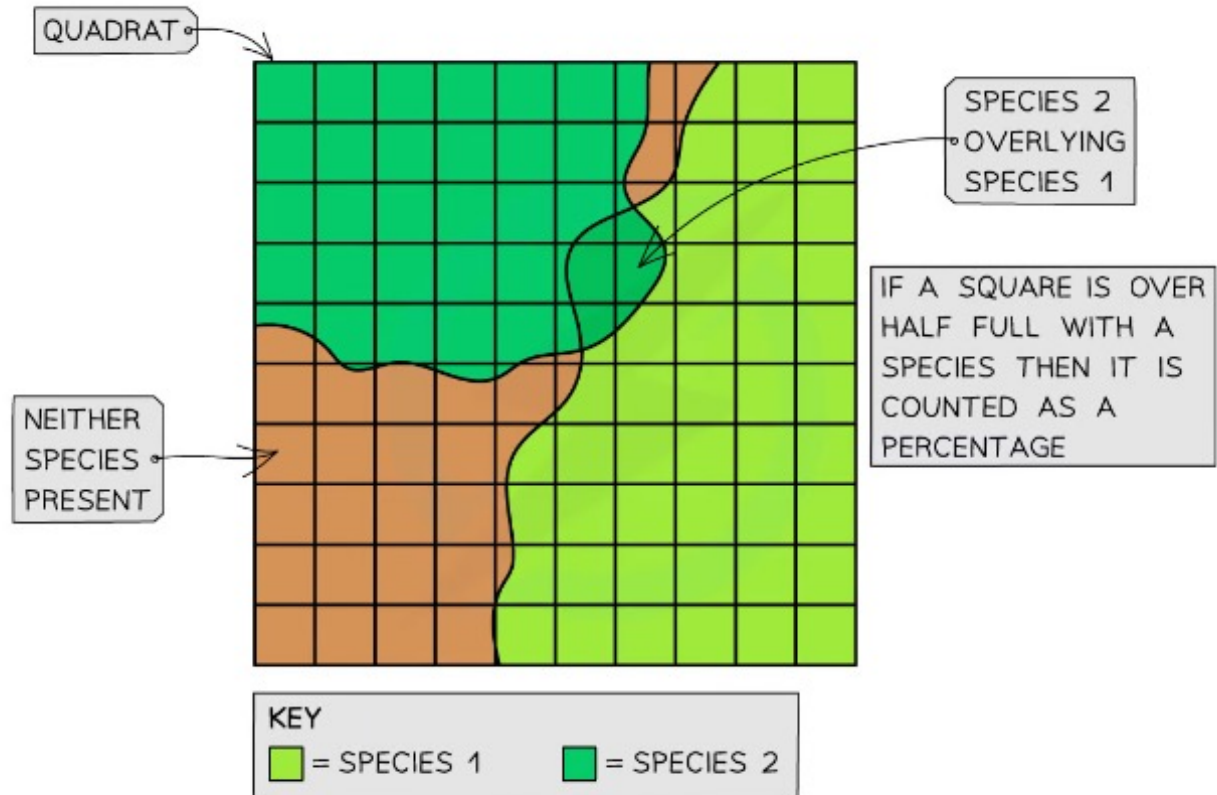 QUADRAT
SPECIES 2
OVERLYING
SPECIES 1
IF A SQUARE IS OVER
HALF FULL WITH A
SPECIES THEN IT IS
COUNTED AS A
PERCENTAGE
NEITHER
SPECIES
PRESENT
KEY
= SPECIES 1 = SPECIES 2